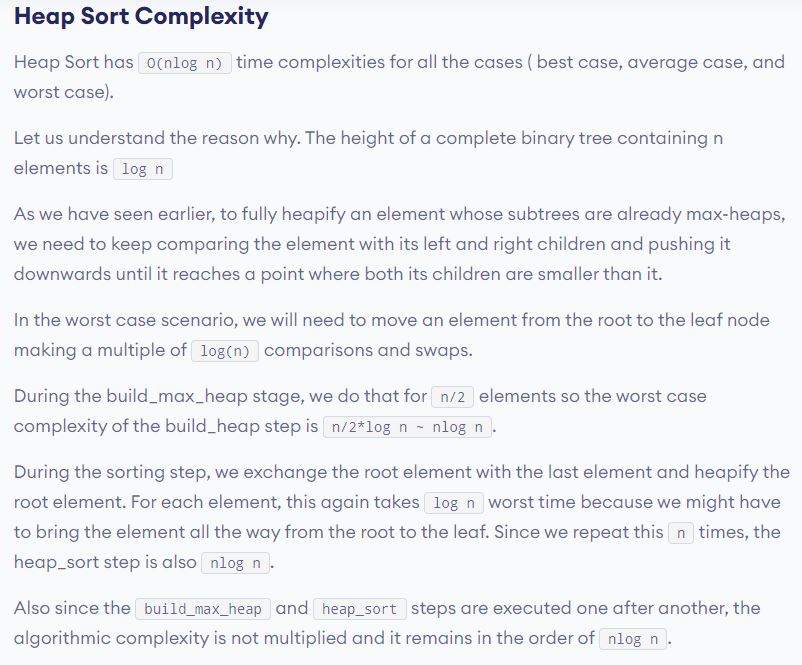 Heap Sort Complexity
Heap Sort has O(nlog n) time complexities for all the cases ( best case, average case, and
worst case).
Let us understand the reason why. The height of a complete binary tree containing n
elements is log n
As we have seen earlier, to fully heapify an element whose subtrees are already max-heaps,
we need to keep comparing the element with its left and right children and pushing it
downwards until it reaches a point where both its children are smaller than it.
In the worst case scenario, we will need to move an element from the root to the leaf node
making a multiple of log(n) comparisons and swaps.
During the build_max_heap stage, we do that for n/2 elements so the worst case
complexity of the build_heap step is n/2*log n ~ nlog n.
During the sorting step, we exchange the root element with the last element and heapify the
root element. For each element, this again takes log n worst time because we might have
to bring the element all the way from the root to the leaf. Since we repeat this n times, the
heap_sort step is also nlog n.
Also since the build_max_heap and heap_sort steps are executed one after another, the
algorithmic complexity is not multiplied and it remains in the order of nlog n.